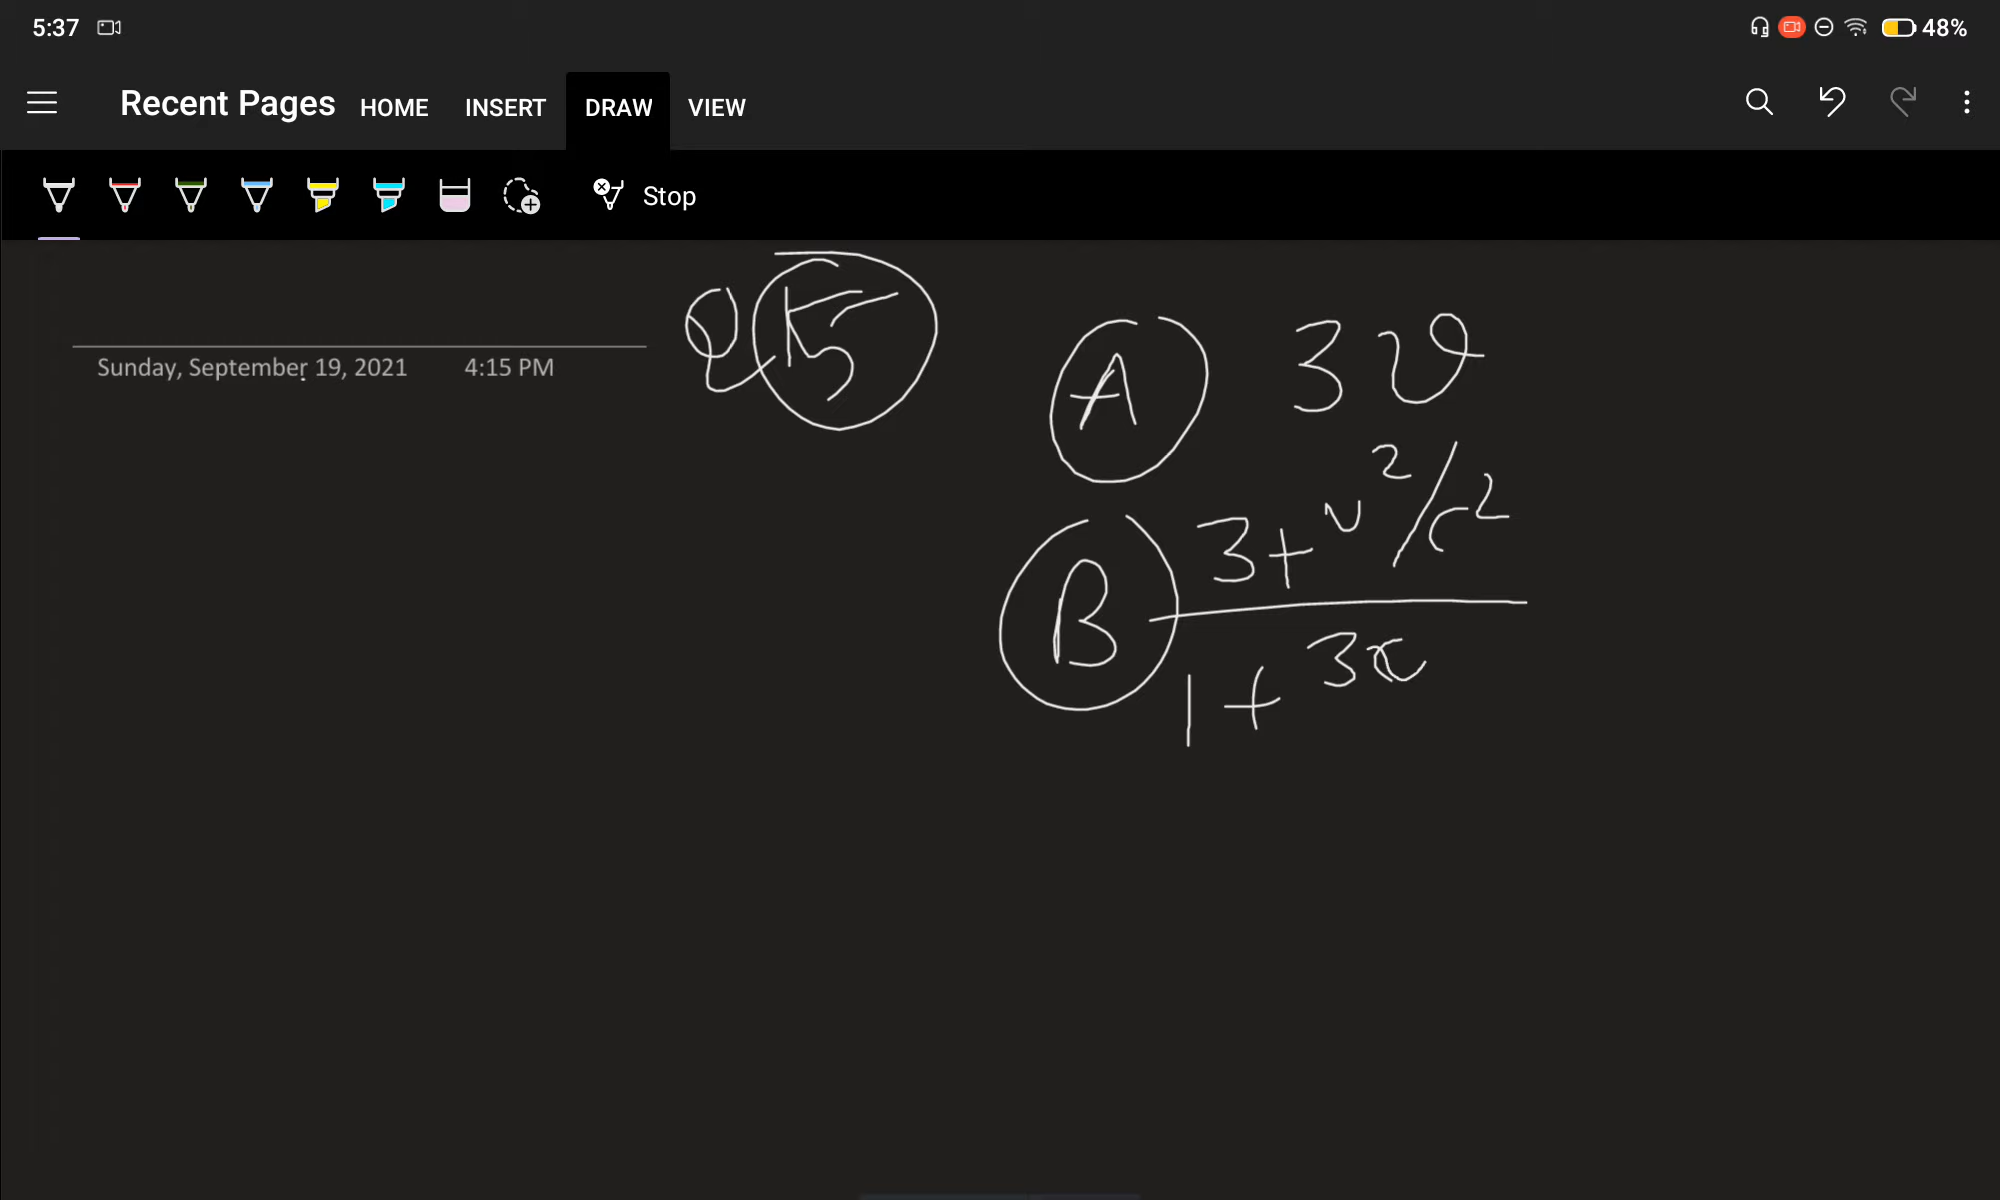 5:37 48%
Recent Pages HOME INSERT DRAW VIEW
Stop
Sunday, September 19, 2021 4:15 PM
Q 15
A 3v
B 3+v²/c²
1+3x